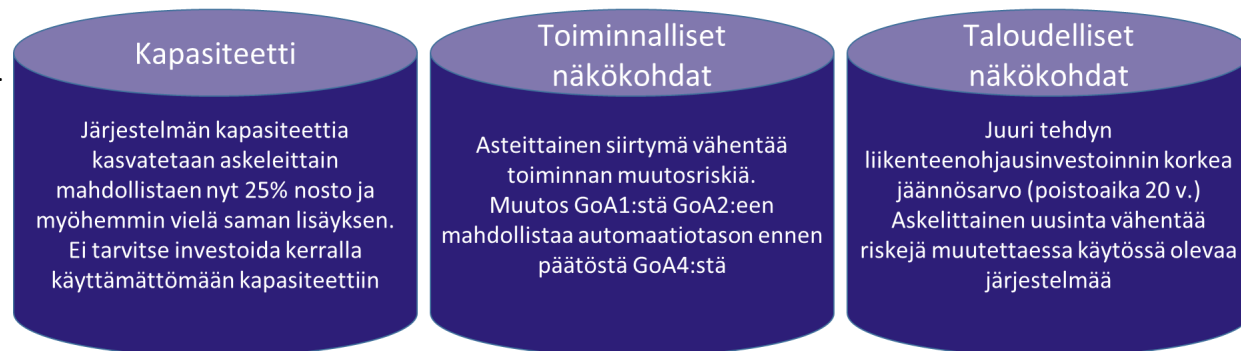 Kapasiteetti
Järjestelmän kapasiteettia
kasvatetaan askeleittain
mahdollistaen nyt 25% nosto ja
myöhemmin vielä saman lisäyksen.
Ei tarvitse investoida kerralla
käyttämättömään kapasiteettiin
Toiminnalliset
näkökohdat
Asteittainen siirtymä vähentää
toiminnan muutosriskiä.
Muutos GoA1:stä GoA2:een
mahdollistaa automaatiotason ennen
päätöstä GoA4:stä
Taloudelliset
näkökohdat
Juuri tehdyn
liikenteenohjausinvestoinnin korkea
jäännösarvo (poistoaika 20 v.)
Askelittainen uusinta vähentää
riskejä muutettaessa käytössä olevaa
järjestelmää